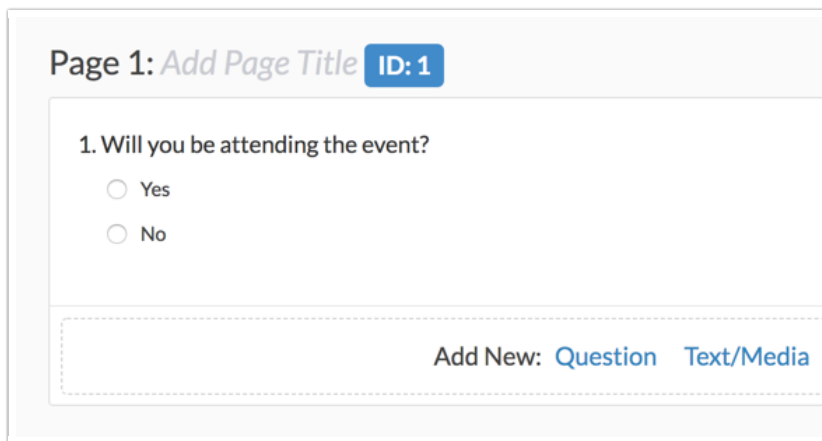 Page 1: Add Page Title ID: 1
1. Will you be attending the event?
Yes
No
Add New: Question Text/Media